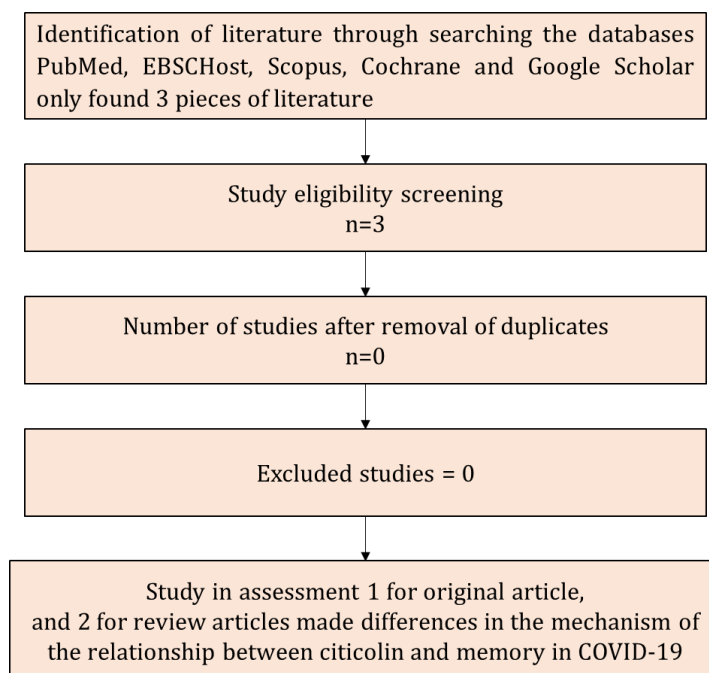 Identification of literature through searching the databases
PubMed, EBSCHost, Scopus, Cochrane and Google Scholar
only found 3 pieces of literature
Study eligibility screening
n=3
Number of studies after removal of duplicates
n=0
Excluded studies = 0
Study in assessment 1 for original article,
and 2 for review articles made differences in the mechanism of
the relationship between citicolin and memory in COVID-19